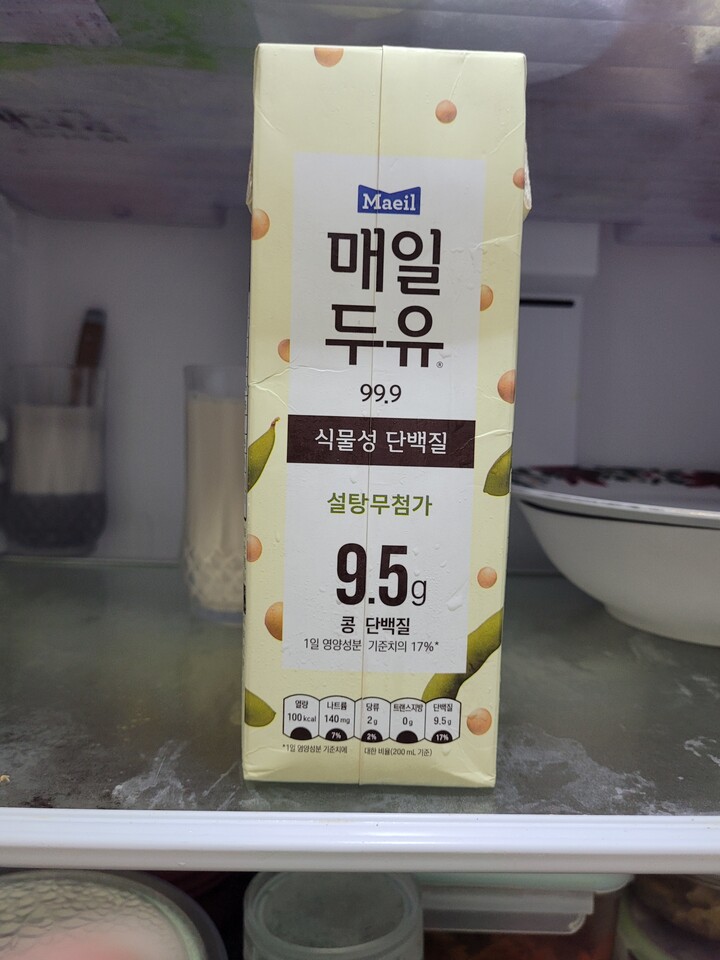 Maeil
매일
두유®
99.9
식물성 단백질
설탕무첨가
9.5g
콩 단백질
1일 영양성분 기준치의 17%*
열량 나트륨 당류 트랜스지방 단백질
100 kcal 140 mg 2g 0g 9.5g
7% 2% 17%
*1일 영양성분 기준치에 대한 비율(200 mL 기준)